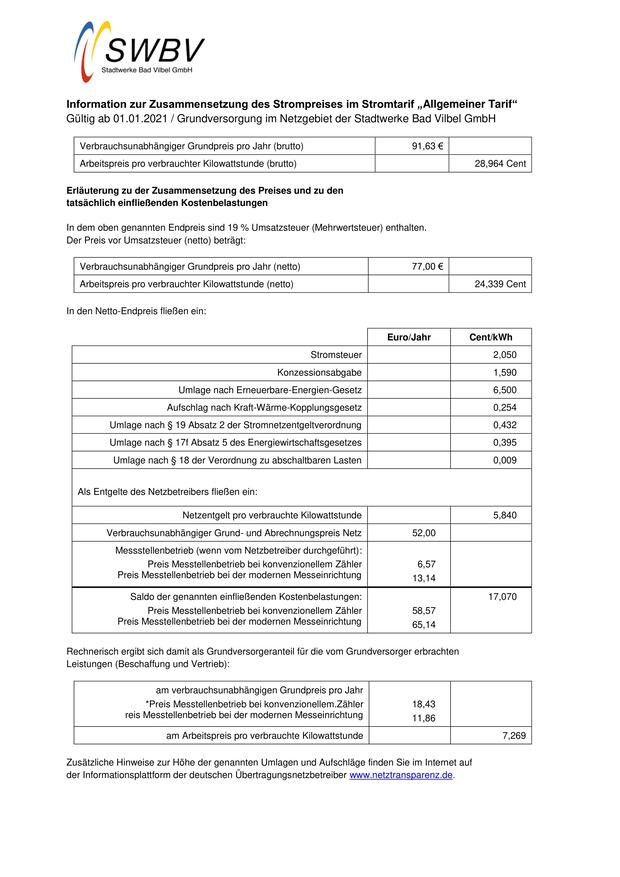 SWBV
Stadtwerke Bad Vilbel GmbH
Information zur Zusammensetzung des Strompreises im Stromtarif „Allgemeiner Tarif“
Gültig ab 01.01.2021 / Grundversorgung im Netzgebiet der Stadtwerke Bad Vilbel GmbH
Verbrauchsunabhängiger Grundpreis pro Jahr (brutto) 91,63 €
Arbeitspreis pro verbrauchter Kilowattstunde (brutto) 28,964 Cent
Erläuterung zu der Zusammensetzung des Preises und zu den
tatsächlich einfließenden Kostenbelastungen
In dem oben genannten Endpreis sind 19 % Umsatzsteuer (Mehrwertsteuer) enthalten.
Der Preis vor Umsatzsteuer (netto) beträgt:
Verbrauchsunabhängiger Grundpreis pro Jahr (netto) 77,00 €
Arbeitspreis pro verbrauchter Kilowattstunde (netto) 24,339 Cent
In den Netto-Endpreis fließen ein:
Euro/Jahr Cent/kWh
Stromsteuer 2,050
Konzessionsabgabe 1,590
Umlage nach Erneuerbare-Energien-Gesetz 6,500
Aufschlag nach Kraft-Wärme-Kopplungsgesetz 0,254
Umlage nach § 19 Absatz 2 der Stromnetzentgeltverordnung 0,432
Umlage nach § 17f Absatz 5 des Energiewirtschaftsgesetzes 0,395
Umlage nach § 18 der Verordnung zu abschaltbaren Lasten 0,009
Als Entgelte des Netzbetreibers fließen ein:
Netzentgelt pro verbrauchte Kilowattstunde 5,840
Verbrauchsunabhängiger Grund- und Abrechnungspreis Netz 52,00
Messstellenbetrieb (wenn vom Netzbetreiber durchgeführt):
Preis Messtellenbetrieb bei konvenzionellem Zähler 6,57
Preis Messtellenbetrieb bei der modernen Messeinrichtung 13,14
Saldo der genannten einfließenden Kostenbelastungen: 17,070
Preis Messtellenbetrieb bei konvenzionellem Zähler 58,57
Preis Messtellenbetrieb bei der modernen Messeinrichtung 65,14
Rechnerisch ergibt sich damit als Grundversorgeranteil für die vom Grundversorger erbrachten
Leistungen (Beschaffung und Vertrieb):
am verbrauchsunabhängigen Grundpreis pro Jahr
*Preis Messtellenbetrieb bei konvenzionellem.Zähler 18,43
reis Messtellenbetrieb bei der modernen Messeinrichtung 11,86
am Arbeitspreis pro verbrauchte Kilowattstunde 7,269
Zusätzliche Hinweise zur Höhe der genannten Umlagen und Aufschläge finden Sie im Internet auf
der Informationsplattform der deutschen Übertragungsnetzbetreiber www.netztransparenz.de.